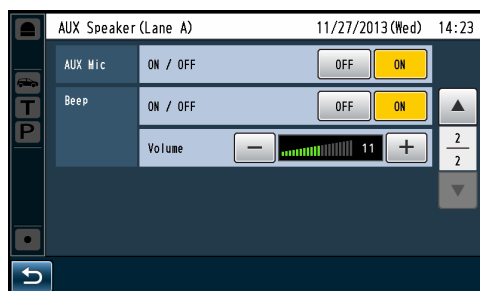 AUX Speaker(Lane A) 11/27/2013(Wed) 14:23
AUX Mic ON / OFF OFF ON
Beep ON / OFF OFF ON
T
P
Volume 11
2
2